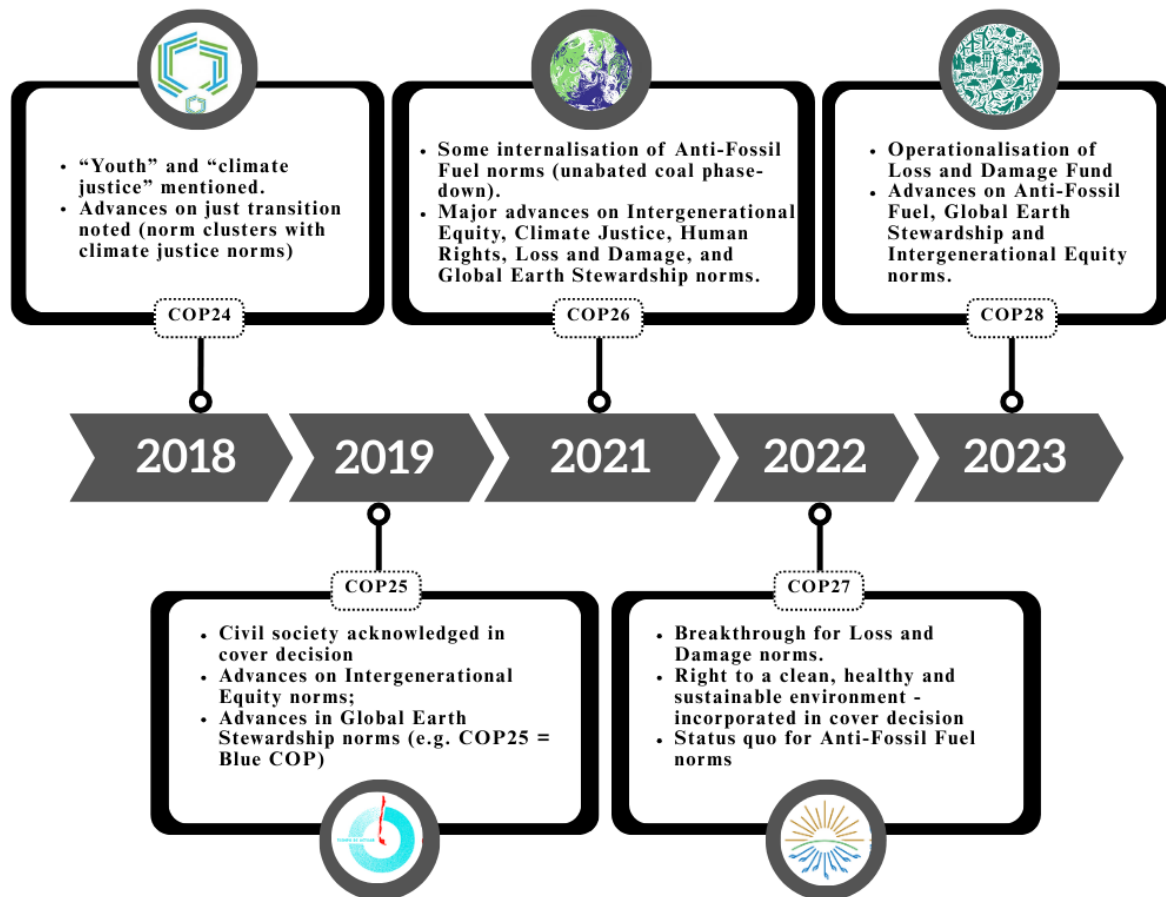 • “Youth” and “climate
justice” mentioned.
• Advances on just transition
noted (norm clusters with
climate justice norms)
COP24
• Some internalisation of Anti-Fossil
Fuel norms (unabated coal phase-
down).
• Major advances on Intergenerational
Equity, Climate Justice, Human
Rights, Loss and Damage, and
Global Earth Stewardship norms.
COP26
• Operationalisation of
Loss and Damage Fund
• Advances on Anti-Fossil
Fuel, Global Earth
Stewardship and
Intergenerational Equity
norms.
COP28
2018
2019
2021
2022
2023
COP25
• Civil society acknowledged in
cover decision
• Advances on Intergenerational
Equity norms;
• Advances in Global Earth
Stewardship norms (e.g. COP25 =
Blue COP)
COP27
• Breakthrough for Loss and
Damage norms.
• Right to a clean, healthy and
sustainable environment -
incorporated in cover decision
• Status quo for Anti-Fossil Fuel
norms